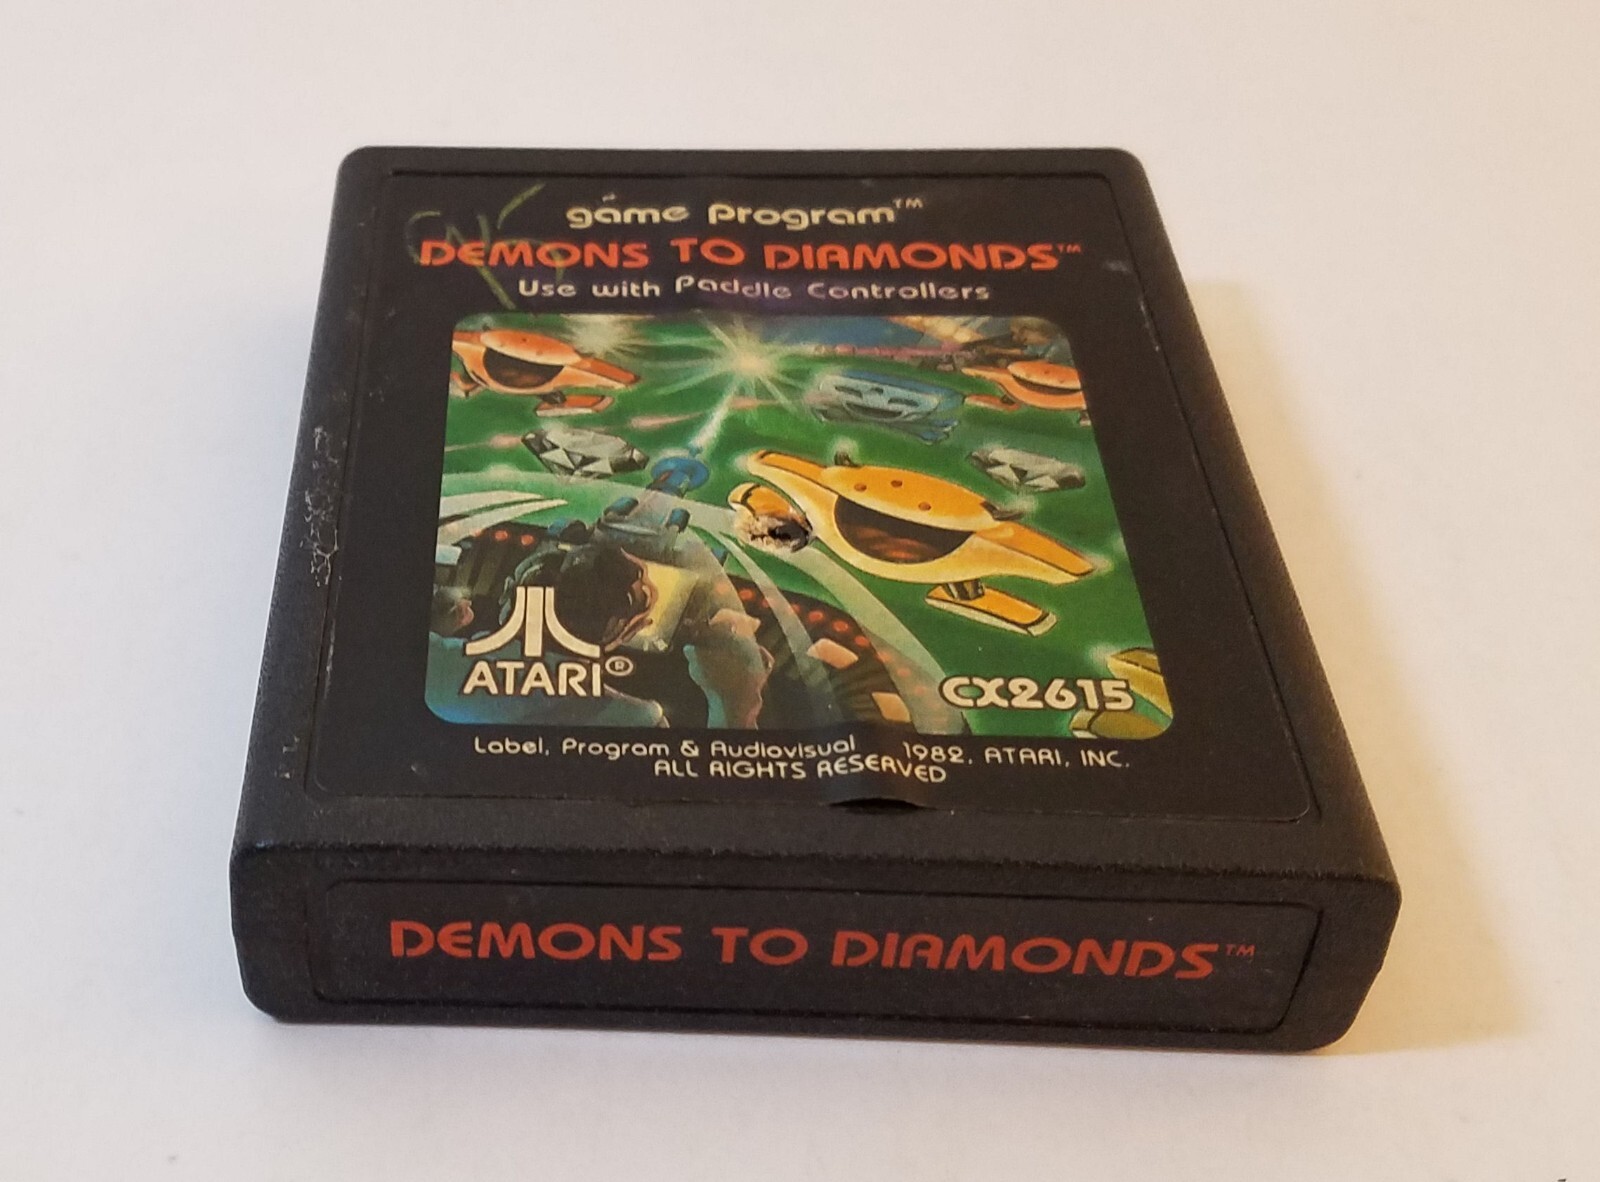 game Program™
DEMONS TO DIAMONDS™
Use with Paddle Controllers
ATARI®
CX2615
Label, Program & Audiovisual 1982, ATARI, INC.
ALL RIGHTS RESERVED
DEMONS TO DIAMONDS™